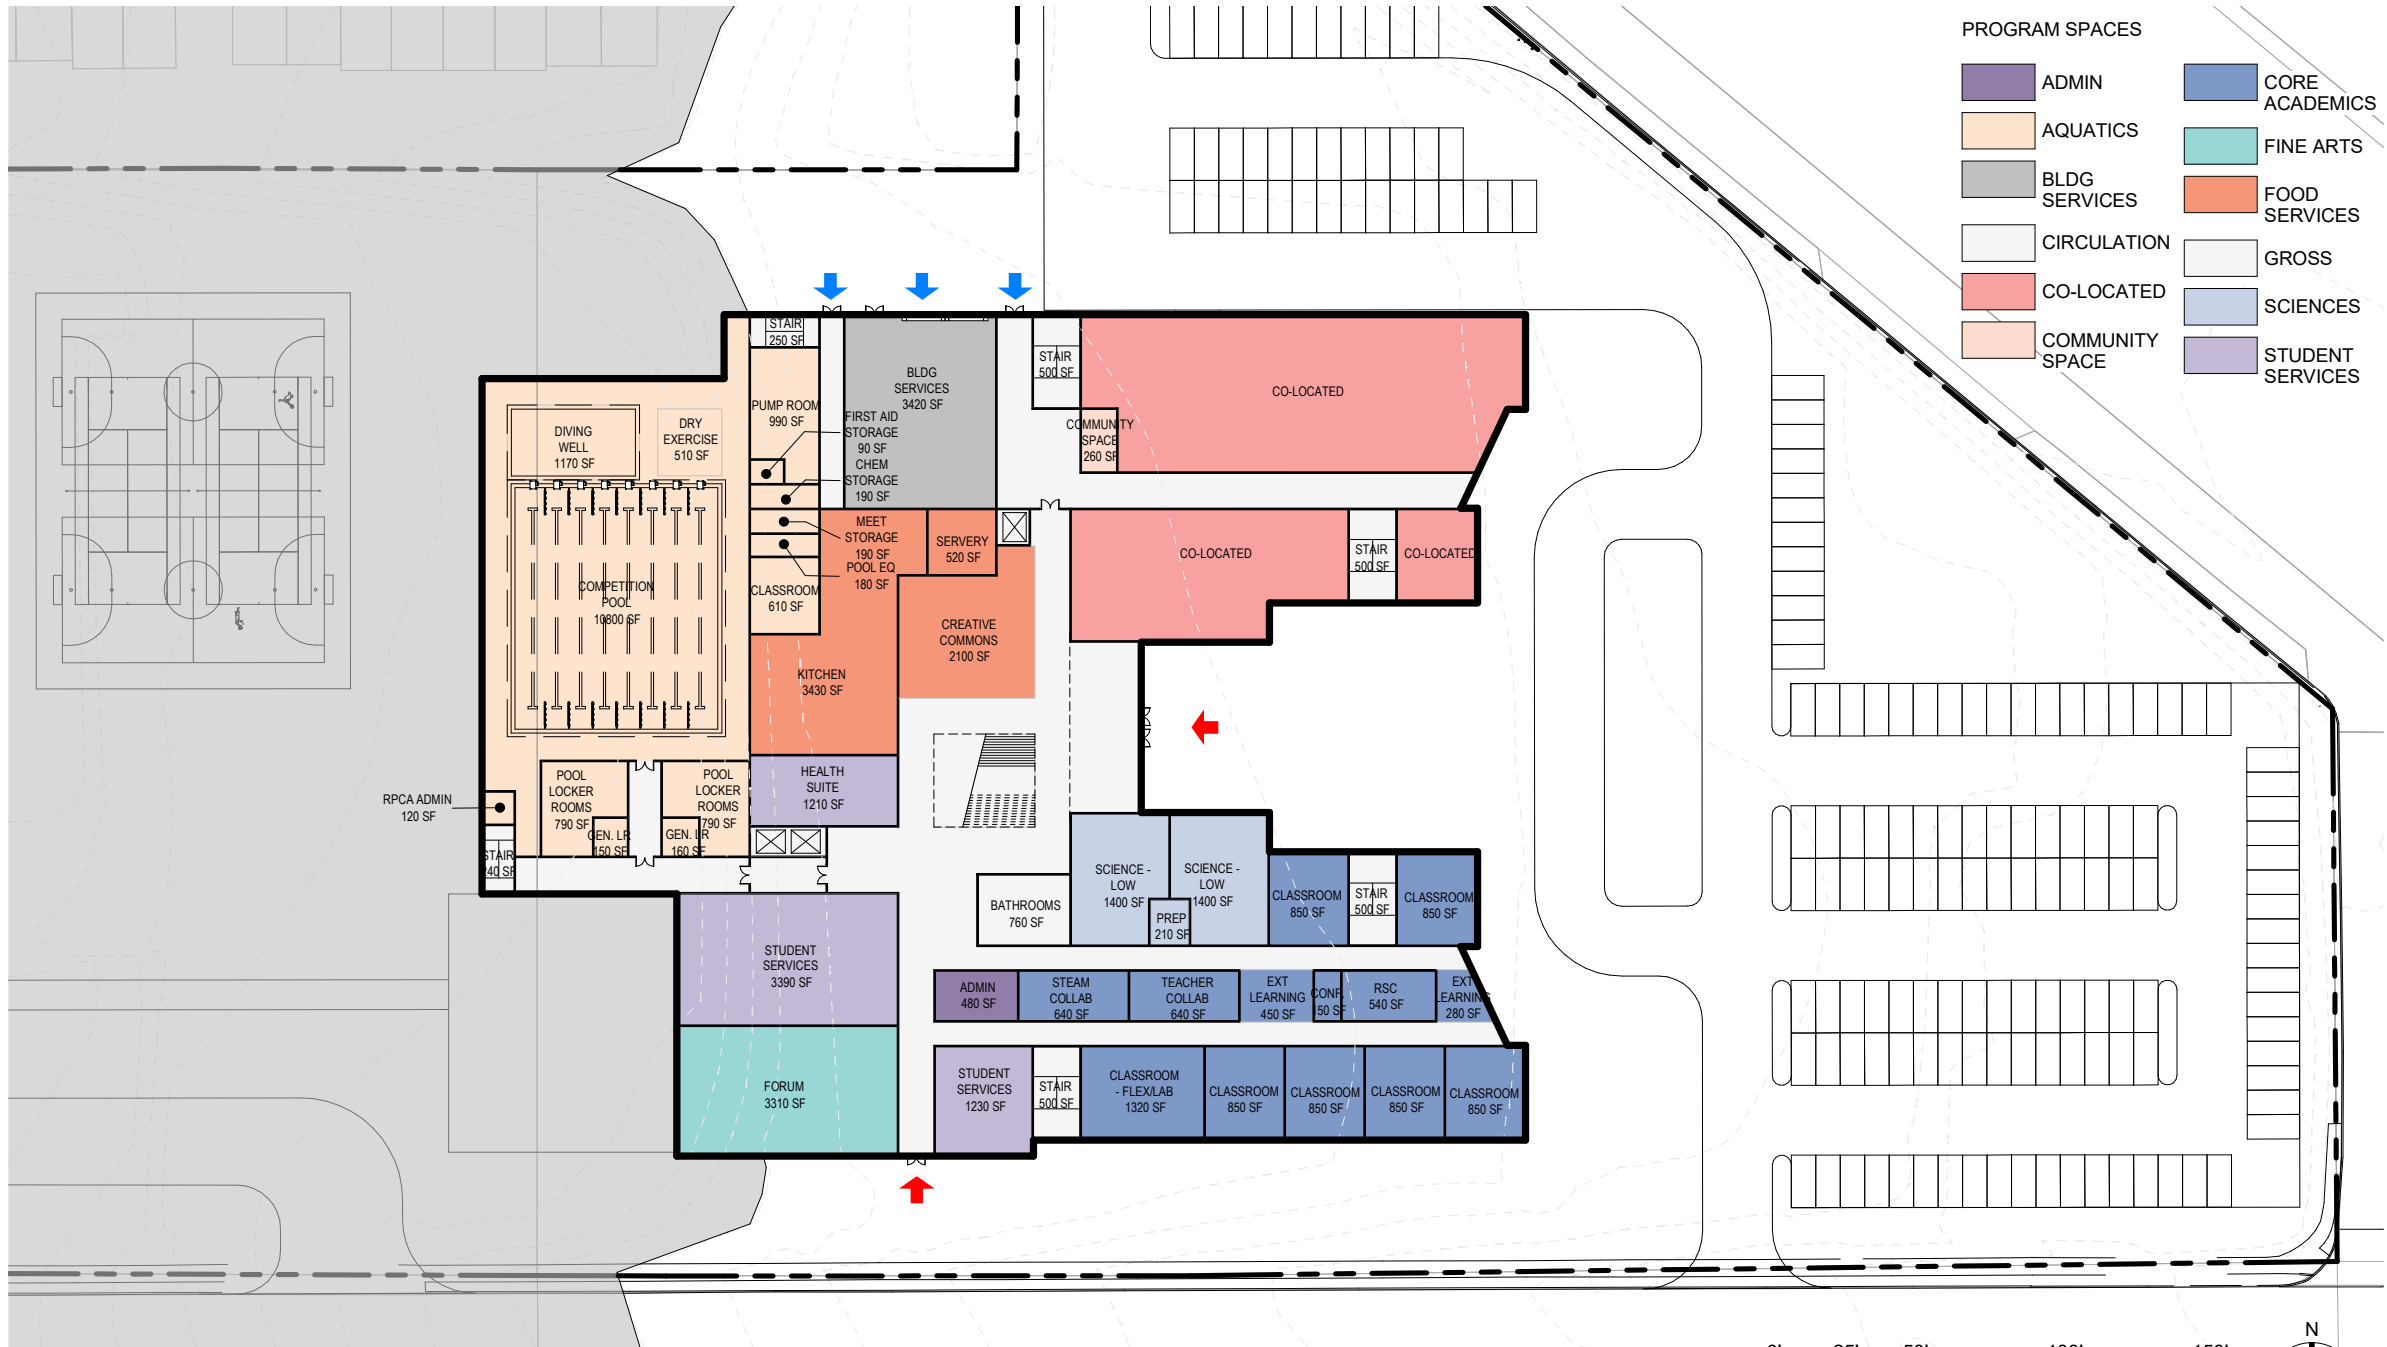 PROGRAM SPACES
ADMIN
AQUATICS
BLDG
SERVICES
CIRCULATION
CO-LOCATED
COMMUNITY
SPACE
CORE
ACADEMICS
FINE ARTS
FOOD
SERVICES
GROSS
SCIENCES
STUDENT
SERVICES
STAIR
250 SF
PUMP ROOM
990 SF
BLDG
SERVICES
3420 SF
FIRST AID
STORAGE
90 SF
CHEM
STORAGE
190 SF
STAIR
500 SF
CO-LOCATED
COMMUNITY
SPACE
260 SF
DIVING
WELL
1170 SF
DRY
EXERCISE
510 SF
MEET
STORAGE
190 SF
POOL EQ
180 SF
SERVERY
520 SF
CO-LOCATED
STAIR
500 SF
CO-LOCATED
COMPETITION
POOL
10800 SF
CLASSROOM
610 SF
CREATIVE
COMMONS
2100 SF
KITCHEN
3430 SF
HEALTH
SUITE
1210 SF
RPCA ADMIN
120 SF
POOL
LOCKER
ROOMS
790 SF
GEN. LR
150 SF
POOL
LOCKER
ROOMS
790 SF
GEN. LR
160 SF
STAIR
240 SF
BATHROOMS
760 SF
SCIENCE -
LOW
1400 SF
SCIENCE -
LOW
1400 SF
PREP
210 SF
CLASSROOM
850 SF
STAIR
500 SF
CLASSROOM
850 SF
STUDENT
SERVICES
3390 SF
ADMIN
480 SF
STEAM
COLLAB
640 SF
TEACHER
COLLAB
640 SF
EXT
LEARNING
450 SF
CONF.
150 SF
RSC
540 SF
EXT
LEARNING
280 SF
FORUM
3310 SF
STUDENT
SERVICES
1230 SF
STAIR
500 SF
CLASSROOM
- FLEX/LAB
1320 SF
CLASSROOM
850 SF
CLASSROOM
850 SF
CLASSROOM
850 SF
CLASSROOM
850 SF
N